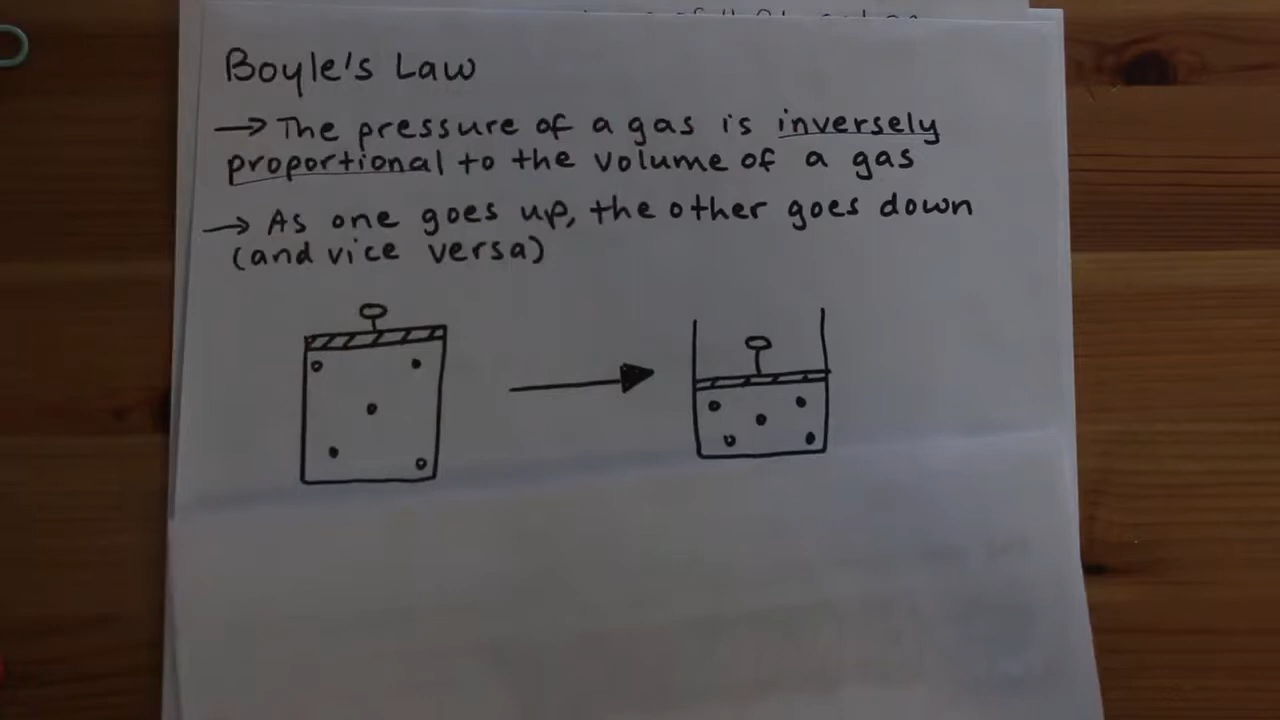 Boyle's Law
→ The pressure of a gas is inversely
proportional to the volume of a gas
→ As one goes up, the other goes down
(and vice versa)